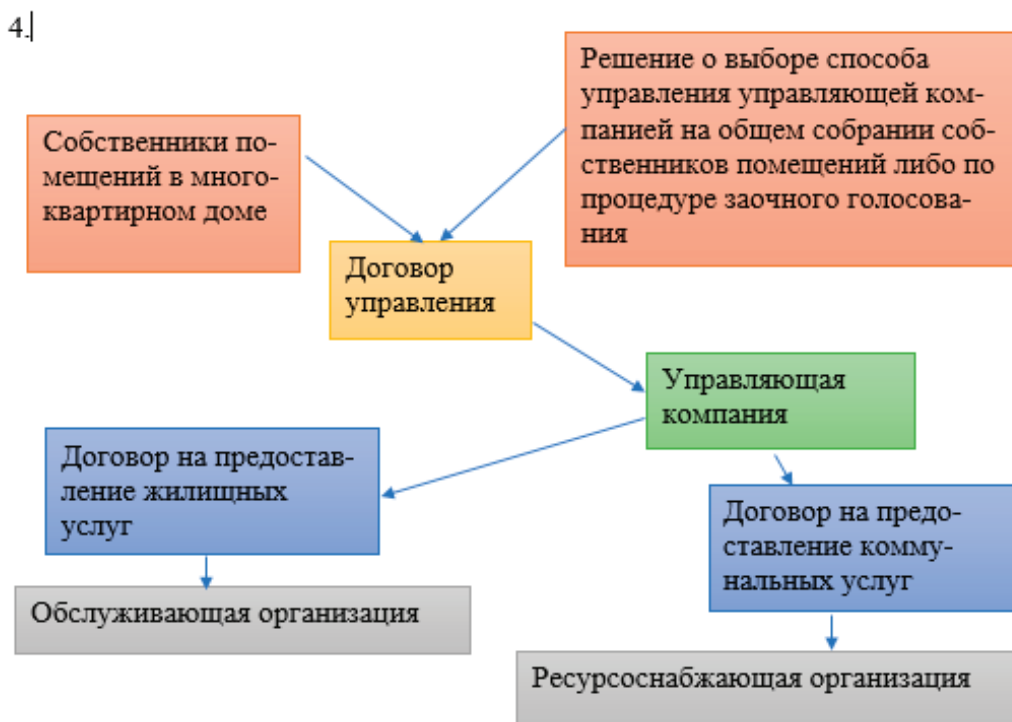 4.
Решение о выборе способа
управления управляющей ком-
панией на общем собрании соб-
ственников помещений либо по
процедуре заочного голосова-
ния
Собственники по-
мещений в много-
квартирном доме
Договор
управления
Управляющая
компания
Договор на предостав-
ление жилищных
услуг
Договор на предо-
ставление комму-
нальных услуг
Обслуживающая организация
Ресурсоснабжающая организация